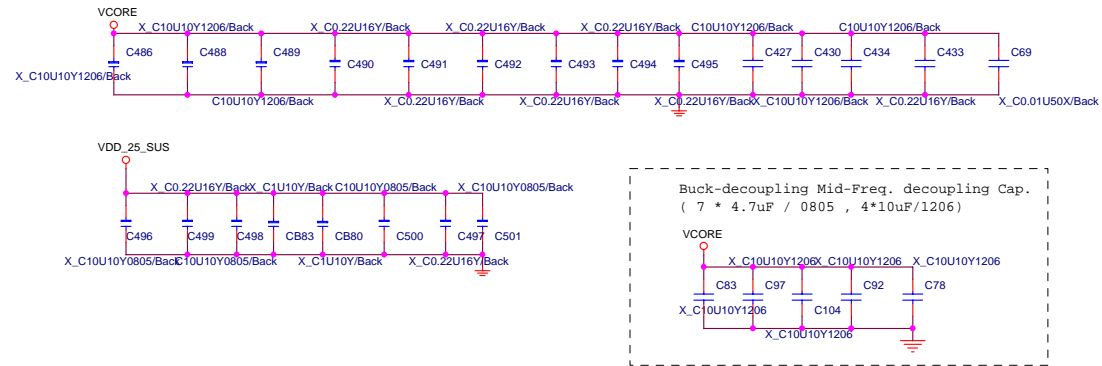 VCORE
X_C10U10Y1206/Back X_C0.22U16Y/Back X_C0.22U16Y/Back X_C0.22U16Y/Back C10U10Y1206/Back C10U10Y1206/Back
C486 C488 C489 C490 C491 C492 C493 C494 C495 C427 C430 C434 C433 C69
X_C10U10Y1206/Back
C10U10Y1206/Back X_C0.22U16Y/Back X_C0.22U16Y/Back X_C0.22U16Y/Back X_C10U10Y1206/Back X_C0.22U16Y/Back X_C0.01U50X/Back
VDD_25_SUS
X_C0.22U16Y/Back X_C1U10Y/Back C10U10Y0805/Back X_C10U10Y0805/Back
C496 C499 C498 CB83 CB80 C500 C497 C501
X_C10U10Y0805/Back C10U10Y0805/Back X_C1U10Y/Back X_C0.22U16Y/Back
Buck-decoupling Mid-Freq. decoupling Cap.
( 7 * 4.7uF / 0805 , 4*10uF/1206)
VCORE
X_C10U10Y1206 X_C10U10Y1206 X_C10U10Y1206
C83 C97 C92 C78
X_C10U10Y1206 C104
X_C10U10Y1206